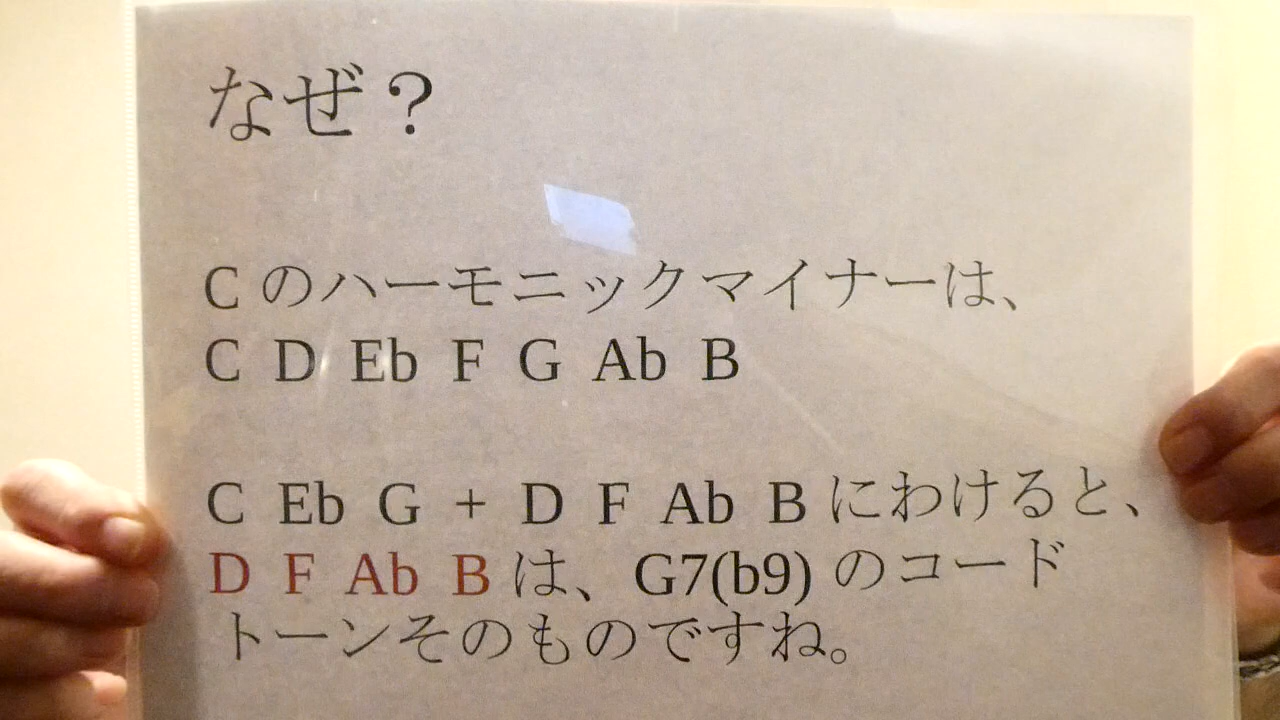 なぜ？
C のハーモニックマイナーは、
C D Eb F G Ab B
C Eb G + D F Ab B にわけると、
D F Ab B は、G7(b9) のコード
トーンそのものですね。